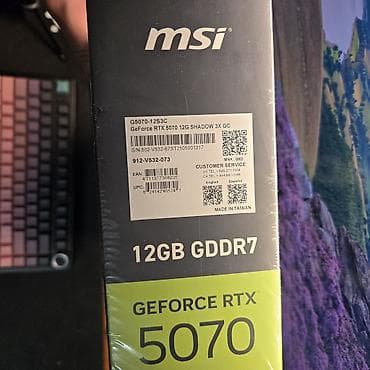 msi
G5070-12S3C
GeForce RTX 5070 12G SHADOW 3X OC
912-V532-073
EAN
UPC
CUSTOMER SERVICE
MADE IN TAIWAN
12GB GDDR7
GEFORCE RTX
5070